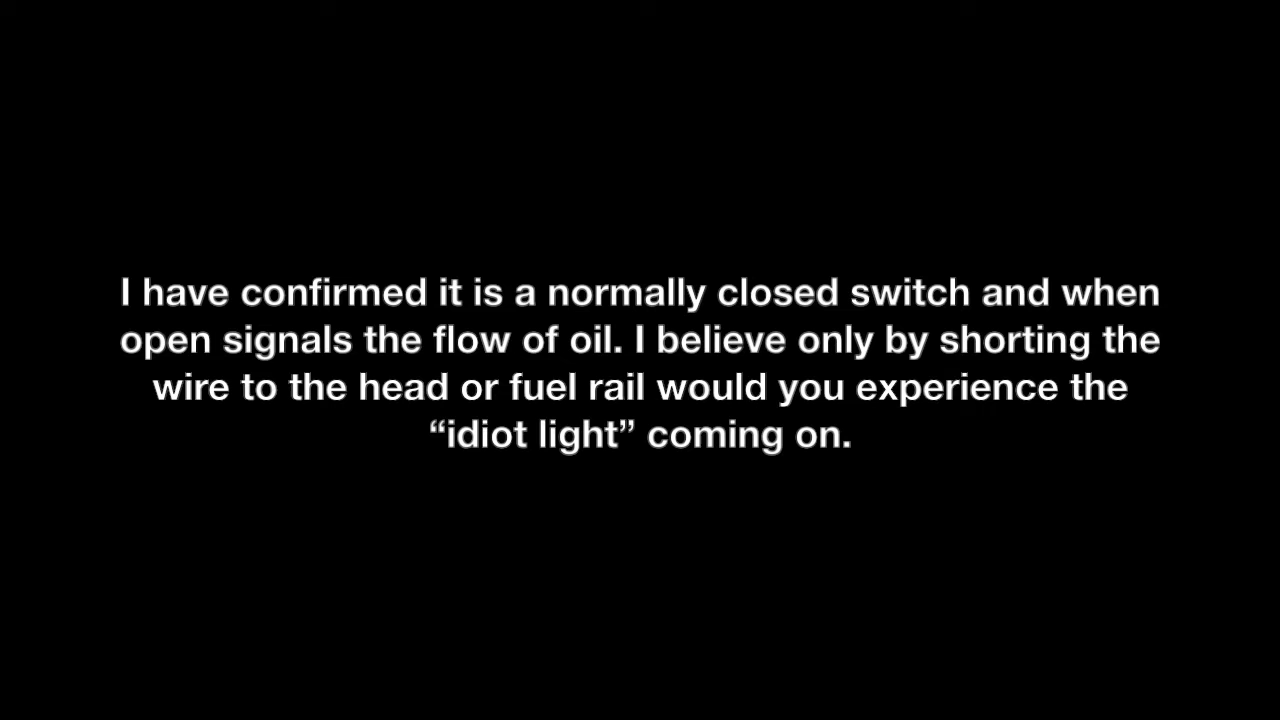 I have confirmed it is a normally closed switch and when
open signals the flow of oil. I believe only by shorting the
wire to the head or fuel rail would you experience the
“idiot light” coming on.